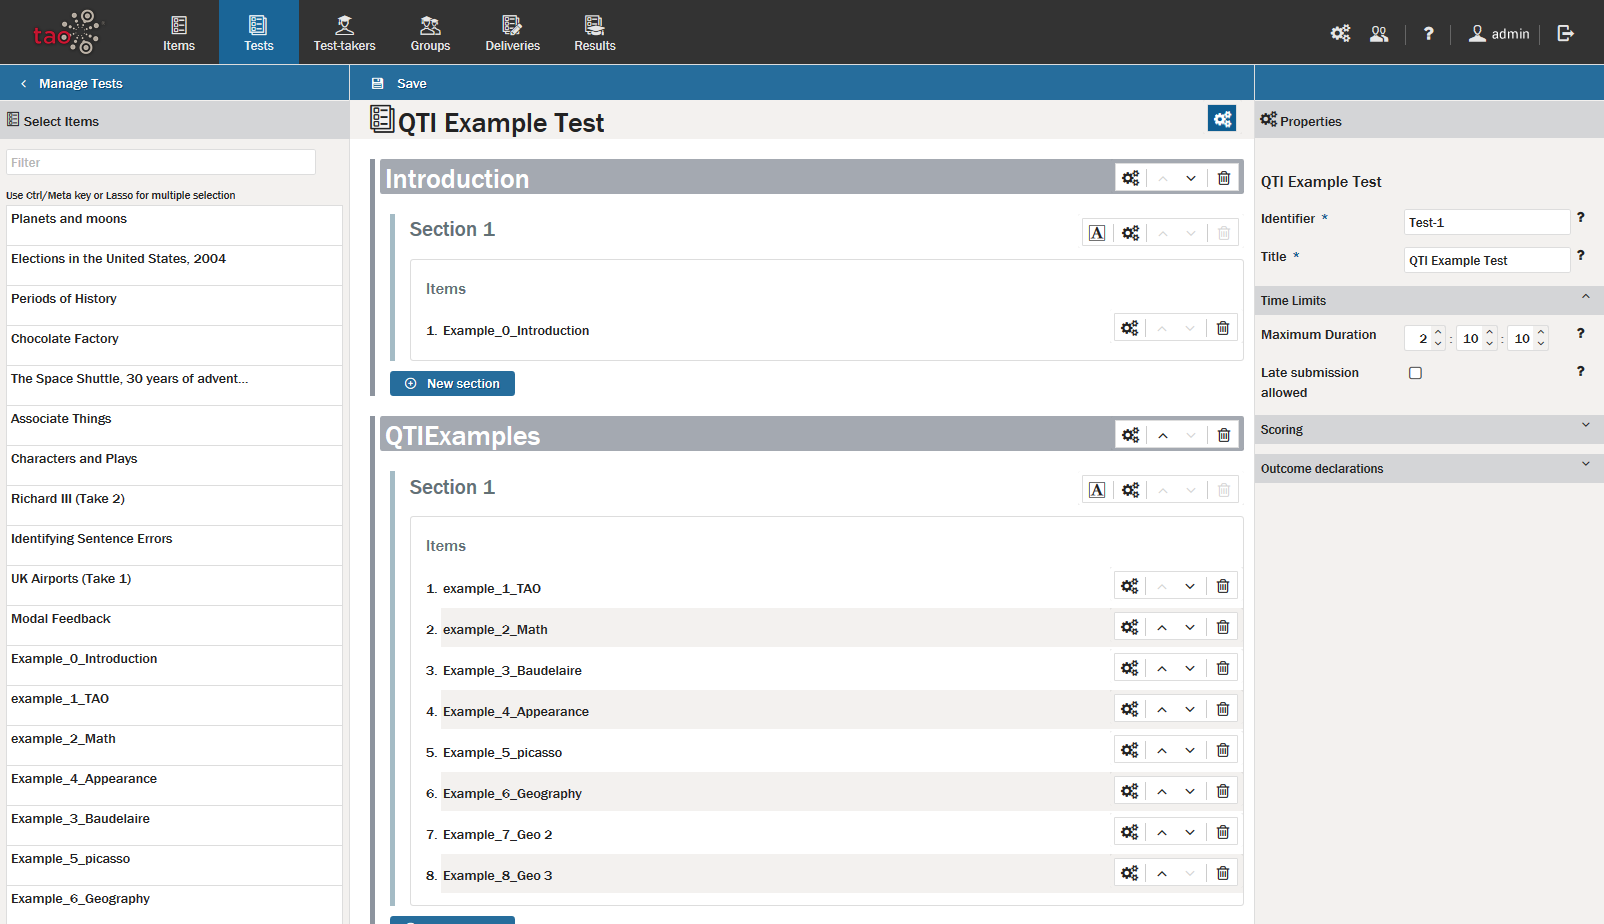 tao
Items
Tests
Test-takers
Groups
Deliveries
Results
?
admin
Manage Tests
Save
Select Items
Filter
Use Ctrl/Meta key or Lasso for multiple selection
Planets and moons
Elections in the United States, 2004
Periods of History
Chocolate Factory
The Space Shuttle, 30 years of advent...
Associate Things
Characters and Plays
Richard III (Take 2)
Identifying Sentence Errors
UK Airports (Take 1)
Modal Feedback
Example_0_Introduction
example_1_TAO
example_2_Math
Example_4_Appearance
Example_3_Baudelaire
Example_5_picasso
Example_6_Geography
QTI Example Test
Introduction
Section 1
A
Items
1. Example_0_Introduction
New section
QTIExamples
Section 1
A
Items
1. example_1_TAO
2. example_2_Math
3. Example_3_Baudelaire
4. Example_4_Appearance
5. Example_5_picasso
6. Example_6_Geography
7. Example_7_Geo 2
8. Example_8_Geo 3
Properties
QTI Example Test
Identifier * Test-1 ?
Title * QTI Example Test ?
Time Limits
Maximum Duration 2 : 10 : 10 ?
Late submission ?
allowed
Scoring
Outcome declarations